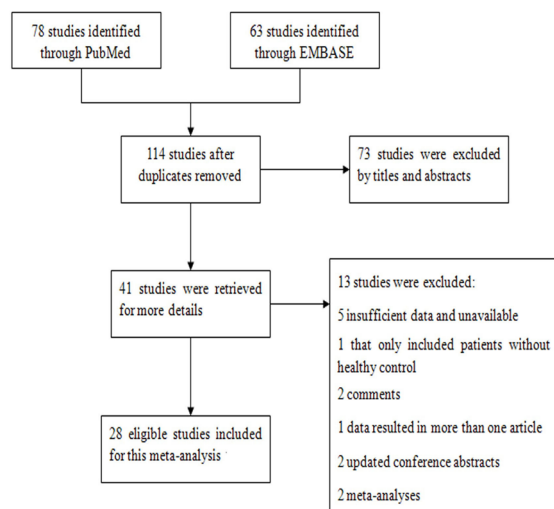 78 studies identified
through PubMed
63 studies identified
through EMBASE
114 studies after
duplicates removed
73 studies were excluded
by titles and abstracts
41 studies were retrieved
for more details
13 studies were excluded:
5 insufficient data and unavailable
1 that only included patients without
healthy control
2 comments
1 data resulted in more than one article
2 updated conference abstracts
2 meta-analyses
28 eligible studies included
for this meta-analysis